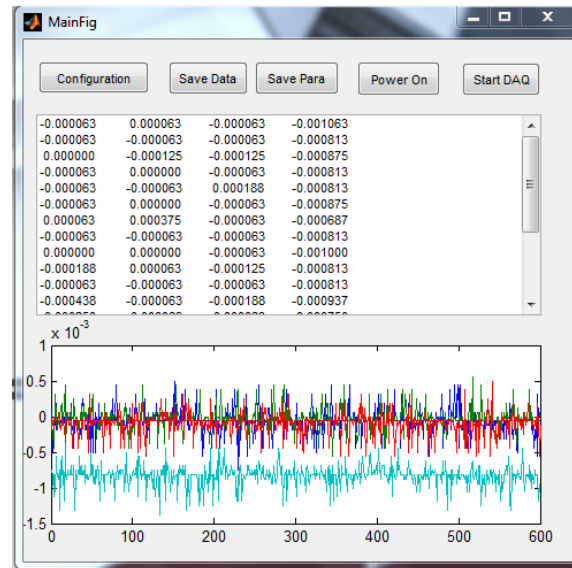 MainFig
Configuration Save Data Save Para Power On Start DAQ
-0.000063 0.000063 -0.000063 -0.001063
-0.000063 -0.000063 -0.000063 -0.000813
0.000000 -0.000125 -0.000125 -0.000875
-0.000063 0.000000 -0.000063 -0.000813
-0.000063 -0.000063 0.000188 -0.000813
-0.000063 0.000000 -0.000063 -0.000875
0.000063 0.000375 -0.000063 -0.000687
-0.000063 -0.000063 -0.000063 -0.000813
0.000000 0.000000 -0.000063 -0.001000
-0.000188 0.000063 -0.000125 -0.000813
-0.000063 -0.000063 -0.000063 -0.000813
-0.000438 -0.000063 -0.000188 -0.000937
x 10^-3
1
0.5
0
-0.5
-1
-1.5
0 100 200 300 400 500 600